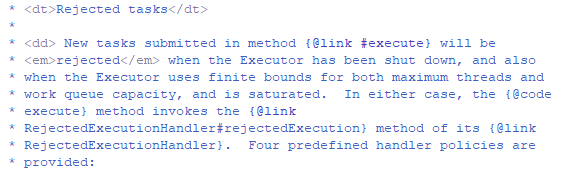 * <dt>Rejected tasks</dt>
*
* <dd> New tasks submitted in method {@link #execute} will be
* <em>rejected</em> when the Executor has been shut down, and also
* when the Executor uses finite bounds for both maximum threads and
* work queue capacity, and is saturated.  In either case, the {@code
* execute} method invokes the {@link
* RejectedExecutionHandler#rejectedExecution} method of its {@link
* RejectedExecutionHandler}.  Four predefined handler policies are
* provided: